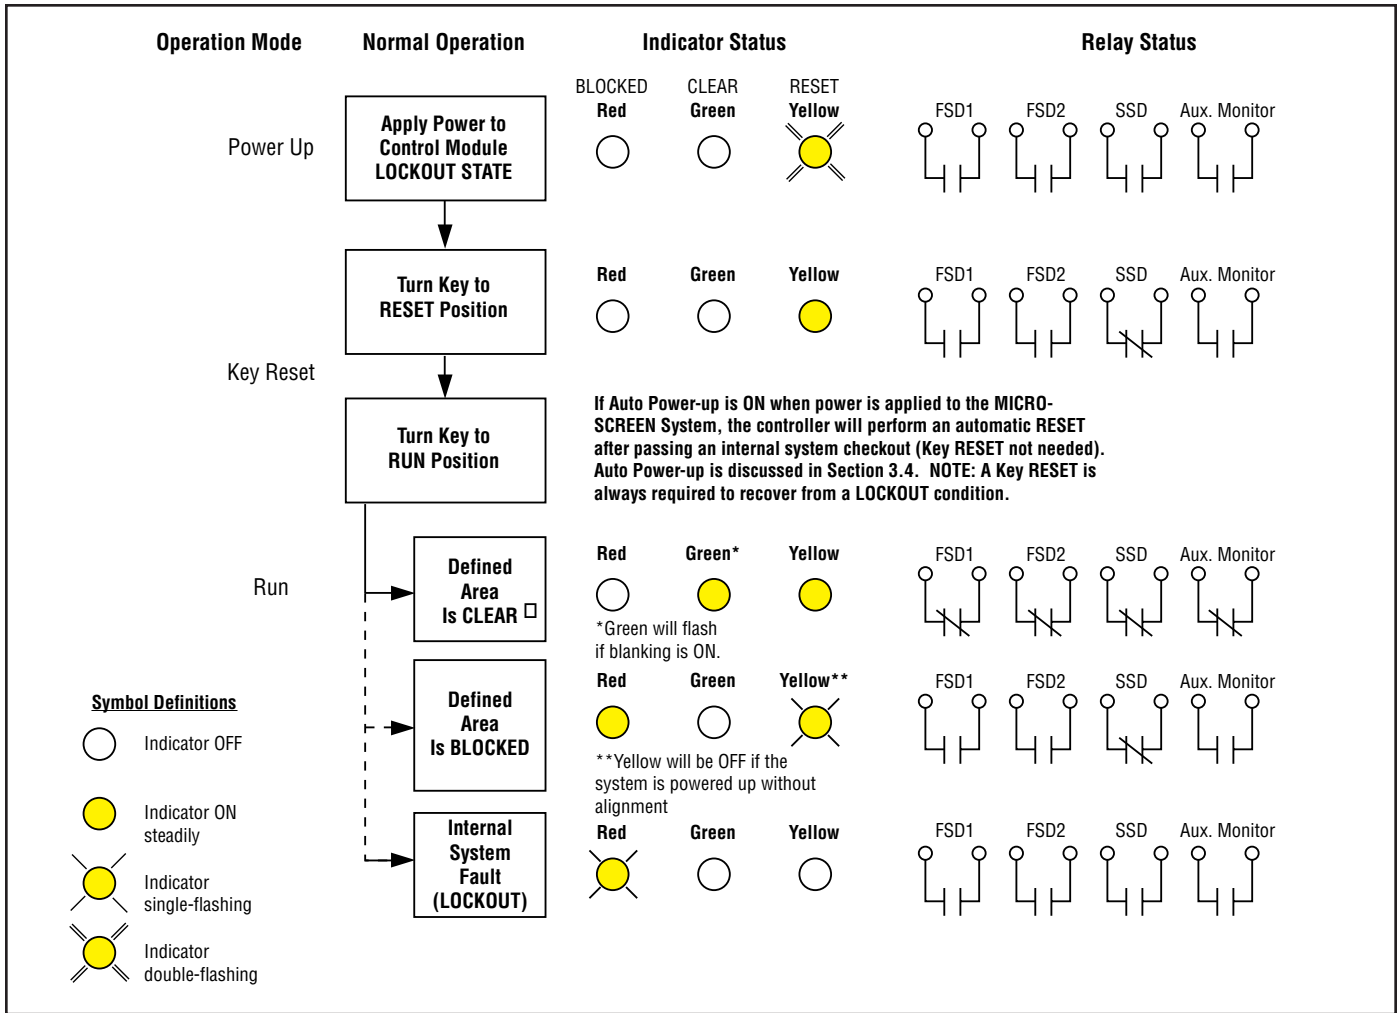 Operation Mode
Normal Operation
Indicator Status
Relay Status
BLOCKED
CLEAR
RESET
Power Up
Apply Power to
Control Module
LOCKOUT STATE
Red
Green
Yellow
FSD1
FSD2
SSD
Aux. Monitor
Turn Key to
RESET Position
Red
Green
Yellow
FSD1
FSD2
SSD
Aux. Monitor
Key Reset
Turn Key to
RUN Position
If Auto Power-up is ON when power is applied to the MICRO-
SCREEN System, the controller will perform an automatic RESET
after passing an internal system checkout (Key RESET not needed).
Auto Power-up is discussed in Section 3.4.  NOTE: A Key RESET is
always required to recover from a LOCKOUT condition.
Run
Defined
Area
Is CLEAR
Red
Green*
Yellow
FSD1
FSD2
SSD
Aux. Monitor
*Green will flash
if blanking is ON.
Defined
Area
Is BLOCKED
Red
Green
Yellow**
FSD1
FSD2
SSD
Aux. Monitor
**Yellow will be OFF if the
system is powered up without
alignment
Internal
System
Fault
(LOCKOUT)
Red
Green
Yellow
FSD1
FSD2
SSD
Aux. Monitor
Symbol Definitions
Indicator OFF
Indicator ON
steadily
Indicator
single-flashing
Indicator
double-flashing